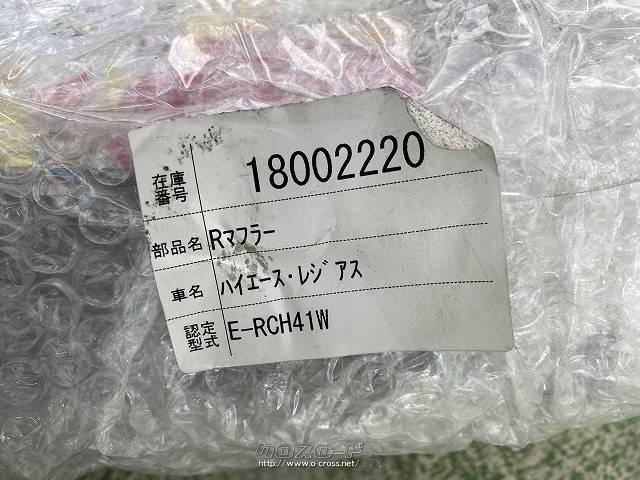 在庫番号 18002220
部品名 Rマフラー
車名 ハイエース・レジアス
認定型式 E-RCH41W
クロスロード
http://www.o-cross.net/